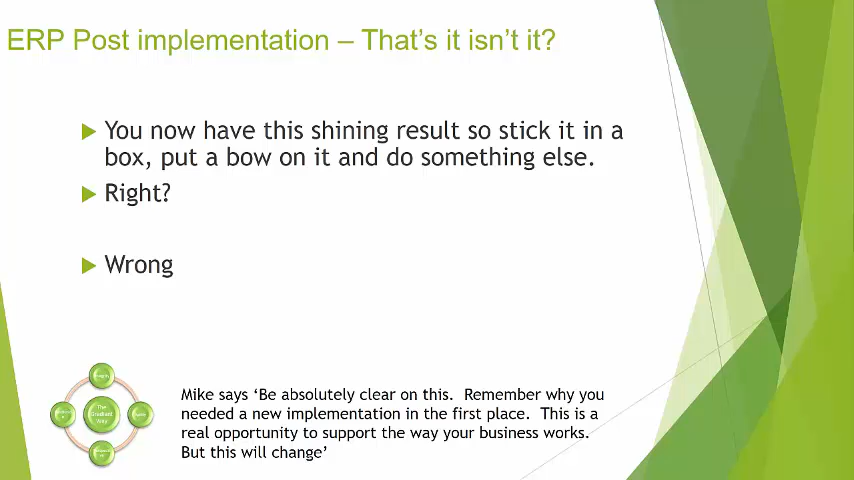 ERP Post implementation – That's it isn't it?
You now have this shining result so stick it in a
box, put a bow on it and do something else.
Right?
Wrong
The
Gradient
Way
Mike says ‘Be absolutely clear on this. Remember why you
needed a new implementation in the first place. This is a
real opportunity to support the way your business works.
But this will change’